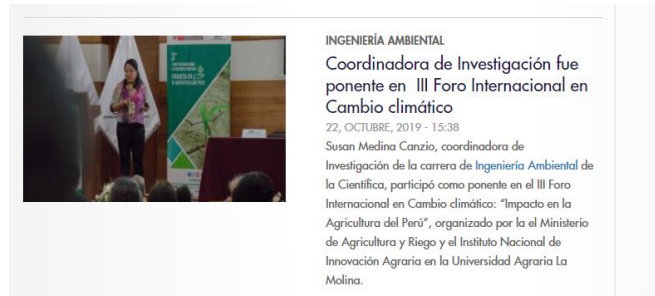 INGENIERÍA AMBIENTAL
Coordinadora de Investigación fue
ponente en III Foro Internacional en
Cambio climático
22, OCTUBRE, 2019 - 15:38
Susan Medina Canzio, coordinadora de
Investigación de la carrera de Ingeniería Ambiental de
la Científica, participó como ponente en el III Foro
Internacional en Cambio climático: "Impacto en la
Agricultura del Perú", organizado por la el Ministerio
de Agricultura y Riego y el Instituto Nacional de
Innovación Agraria en la Universidad Agraria La
Molina.